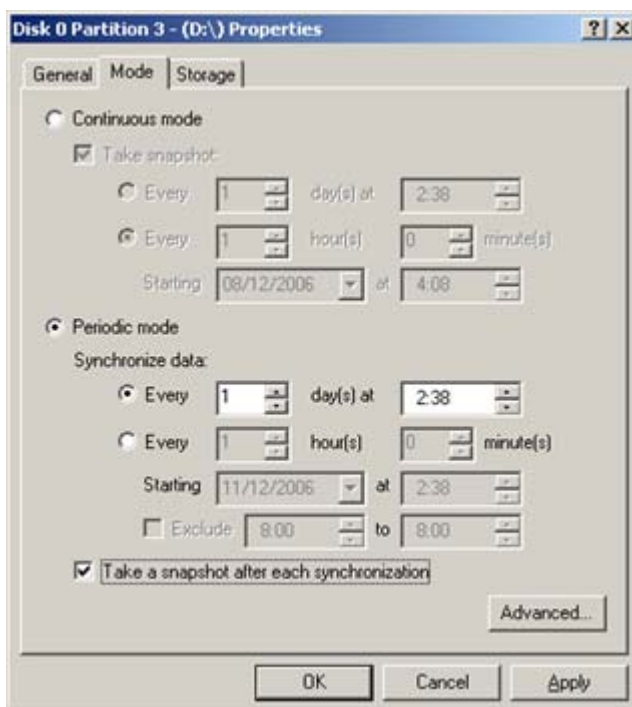 Disk 0 Partition 3 - (D:\) Properties
General Mode Storage
Continuous mode
Take snapshot:
Every 1 day(s) at 2:38
Every 1 hour(s) 0 minute(s)
Starting 08/12/2006 at 4:08
Periodic mode
Synchronize data:
Every 1 day(s) at 2:38
Every 1 hour(s) 0 minute(s)
Starting 11/12/2006 at 2:38
Exclude 8:00 to 8:00
Take a snapshot after each synchronization
Advanced...
OK Cancel Apply